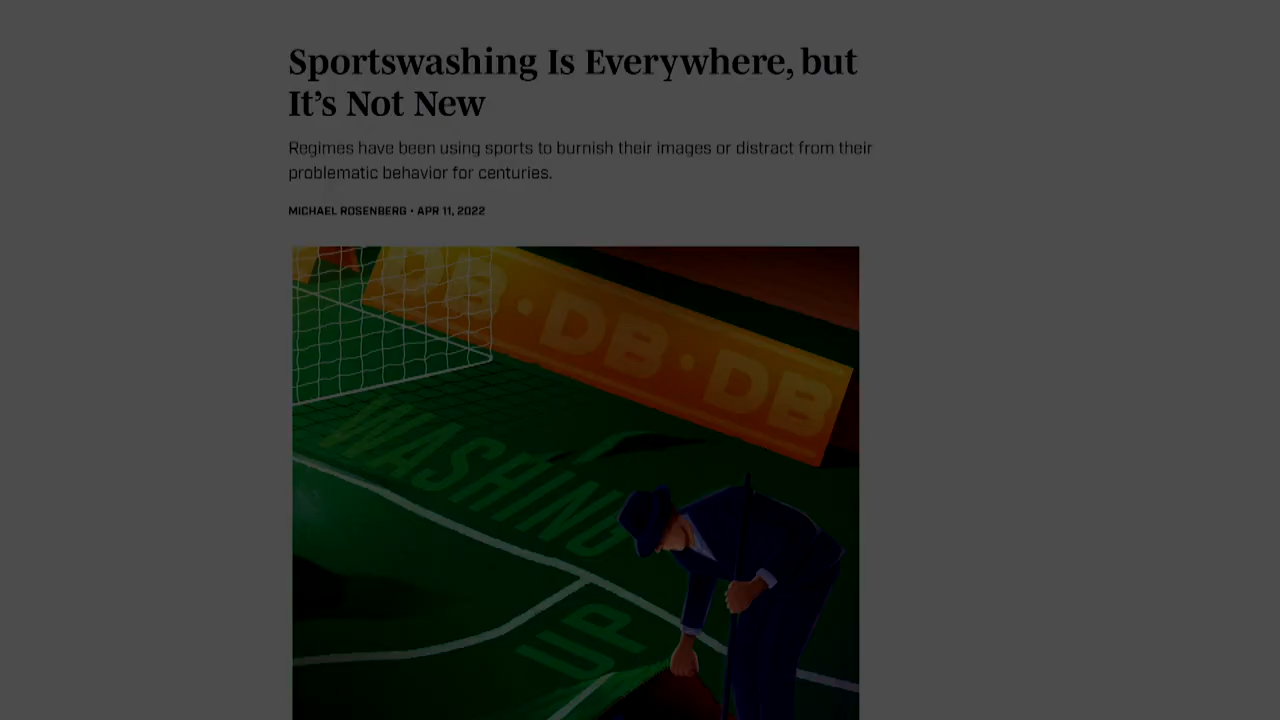 Sportswashing Is Everywhere, but
It's Not New
Regimes have been using sports to burnish their images or distract from their
problematic behavior for centuries.
MICHAEL ROSENBERG • APR 11, 2022
DB • DB • DB
WASHING
UP